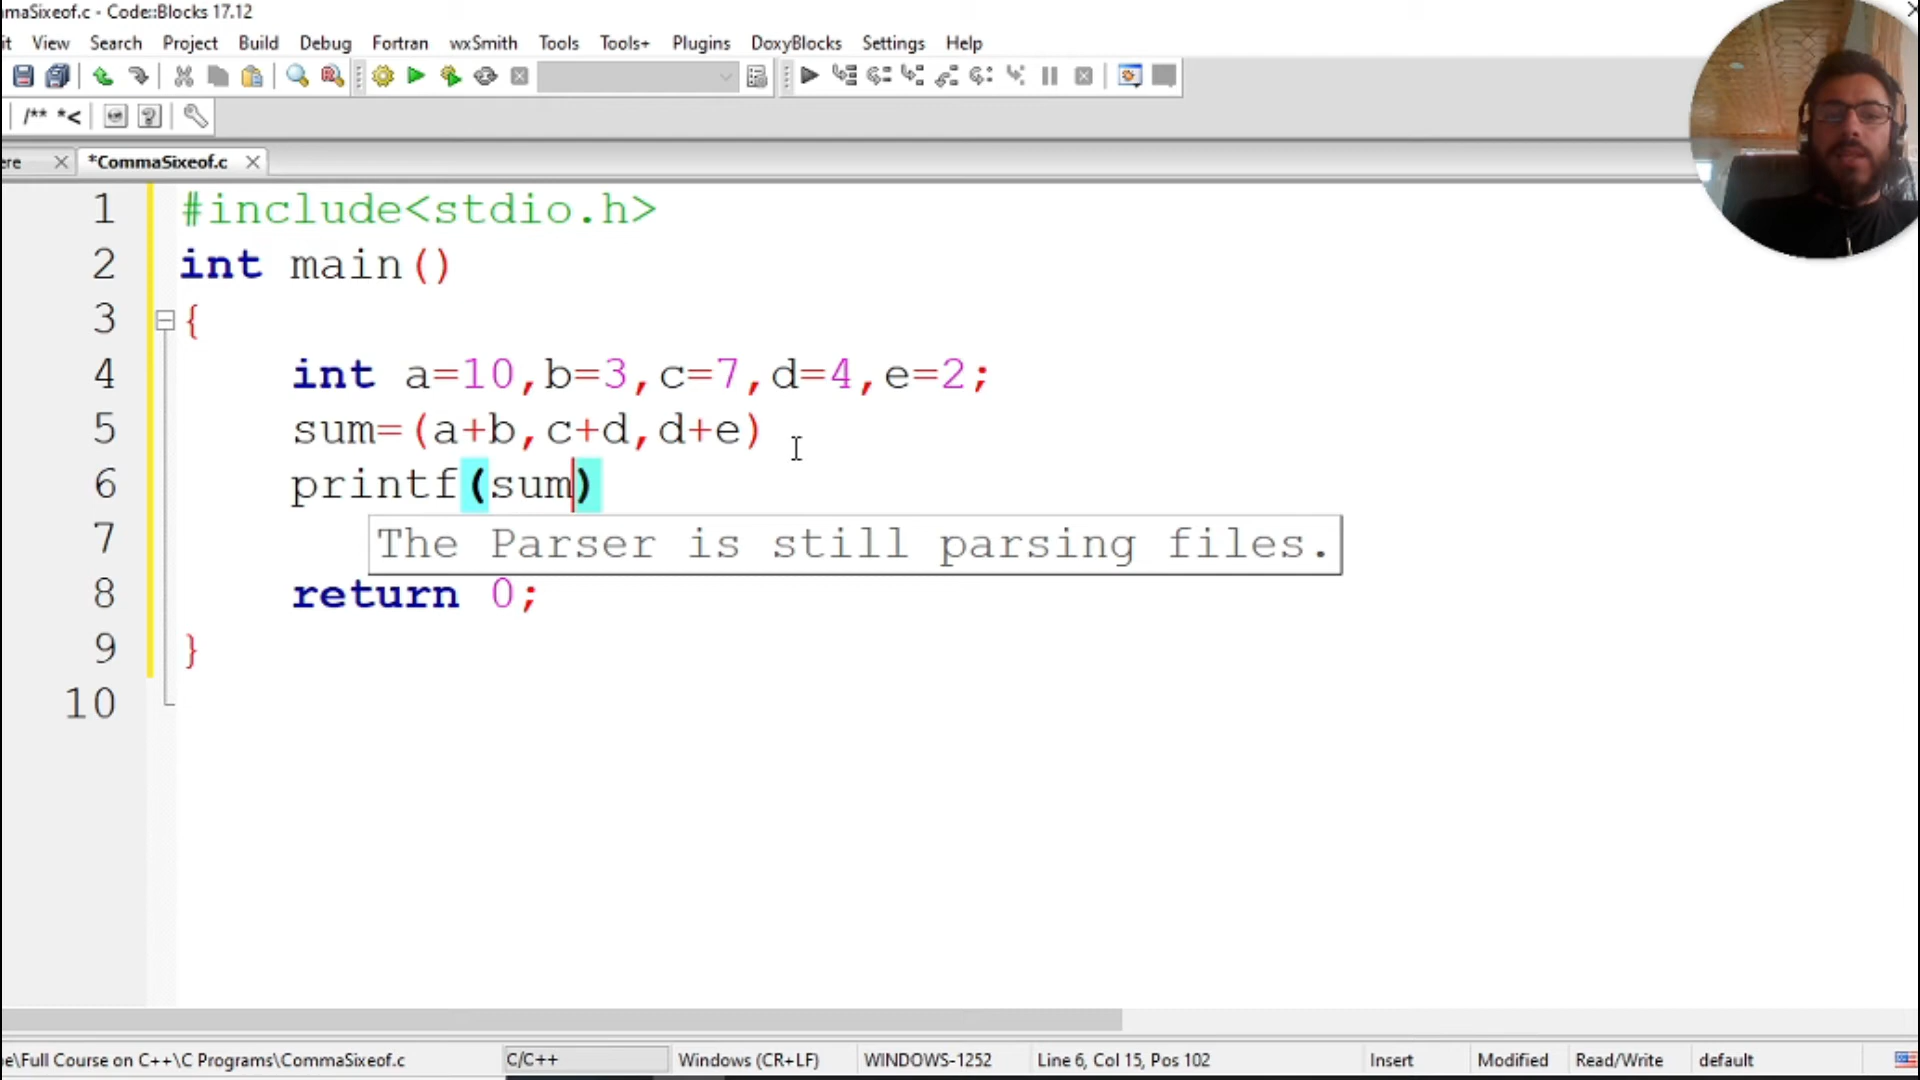 maSixeof.c - Code::Blocks 17.12
it View Search Project Build Debug Fortran wxSmith Tools Tools+ Plugins DoxyBlocks Settings Help
/** *<
ere *CommaSixeof.c
1 #include<stdio.h>
2 int main()
3 {
4 int a=10,b=3,c=7,d=4,e=2;
5 sum=(a+b,c+d,d+e)
6 printf(sum)
7 The Parser is still parsing files.
8 return 0;
9 }
10
e\Full Course on C++\C Programs\CommaSixeof.c C/C++ Windows (CR+LF) WINDOWS-1252 Line 6, Col 15, Pos 102 Insert Modified Read/Write default